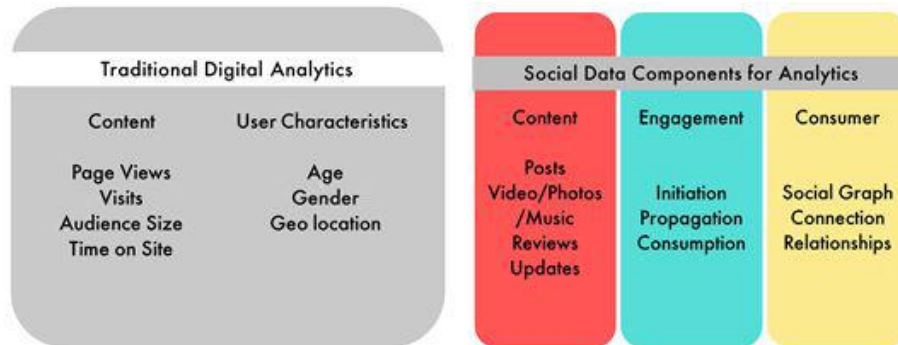 Traditional Digital Analytics
Content
Page Views
Visits
Audience Size
Time on Site
User Characteristics
Age
Gender
Geo location
Social Data Components for Analytics
Content
Posts
Video/Photos
/Music
Reviews
Updates
Engagement
Initiation
Propagation
Consumption
Consumer
Social Graph
Connection
Relationships